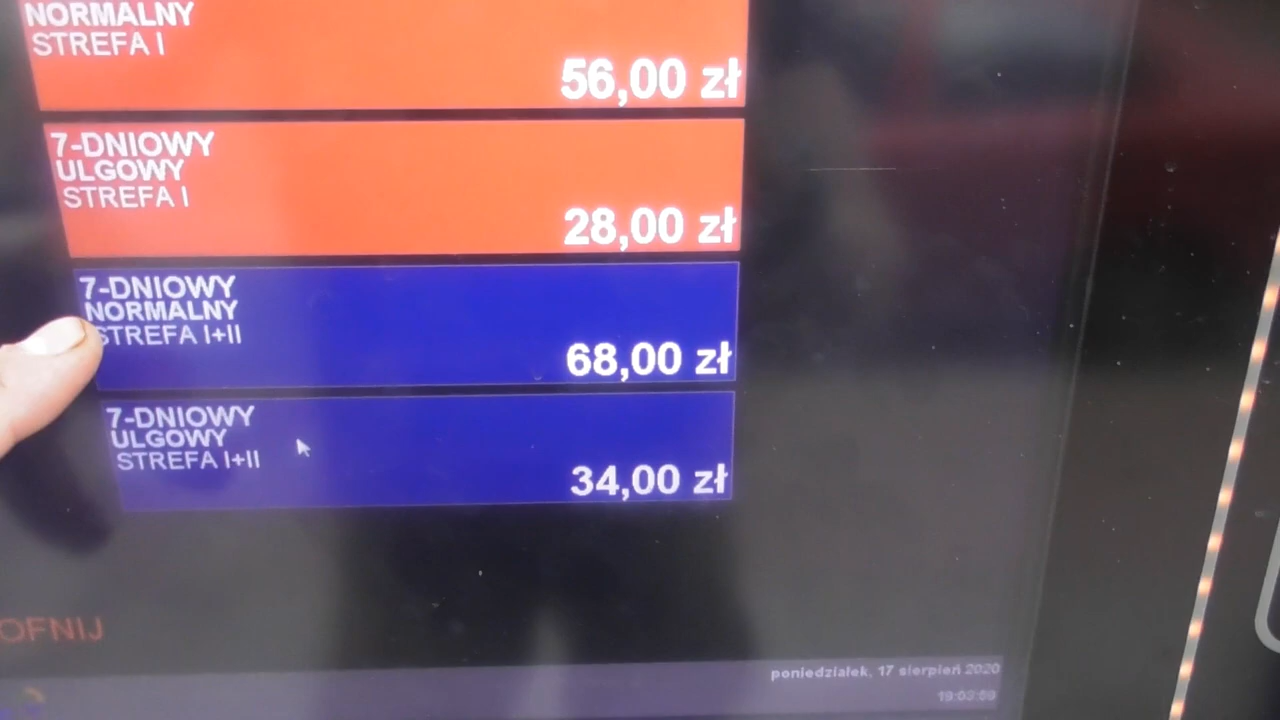 NORMALNY
STREFA I
56,00 zł
7-DNIOWY
ULGOWY
STREFA I
28,00 zł
7-DNIOWY
NORMALNY
STREFA I+II
68,00 zł
7-DNIOWY
ULGOWY
STREFA I+II
34,00 zł
OFNIJ
poniedziałek, 17 sierpień 2020